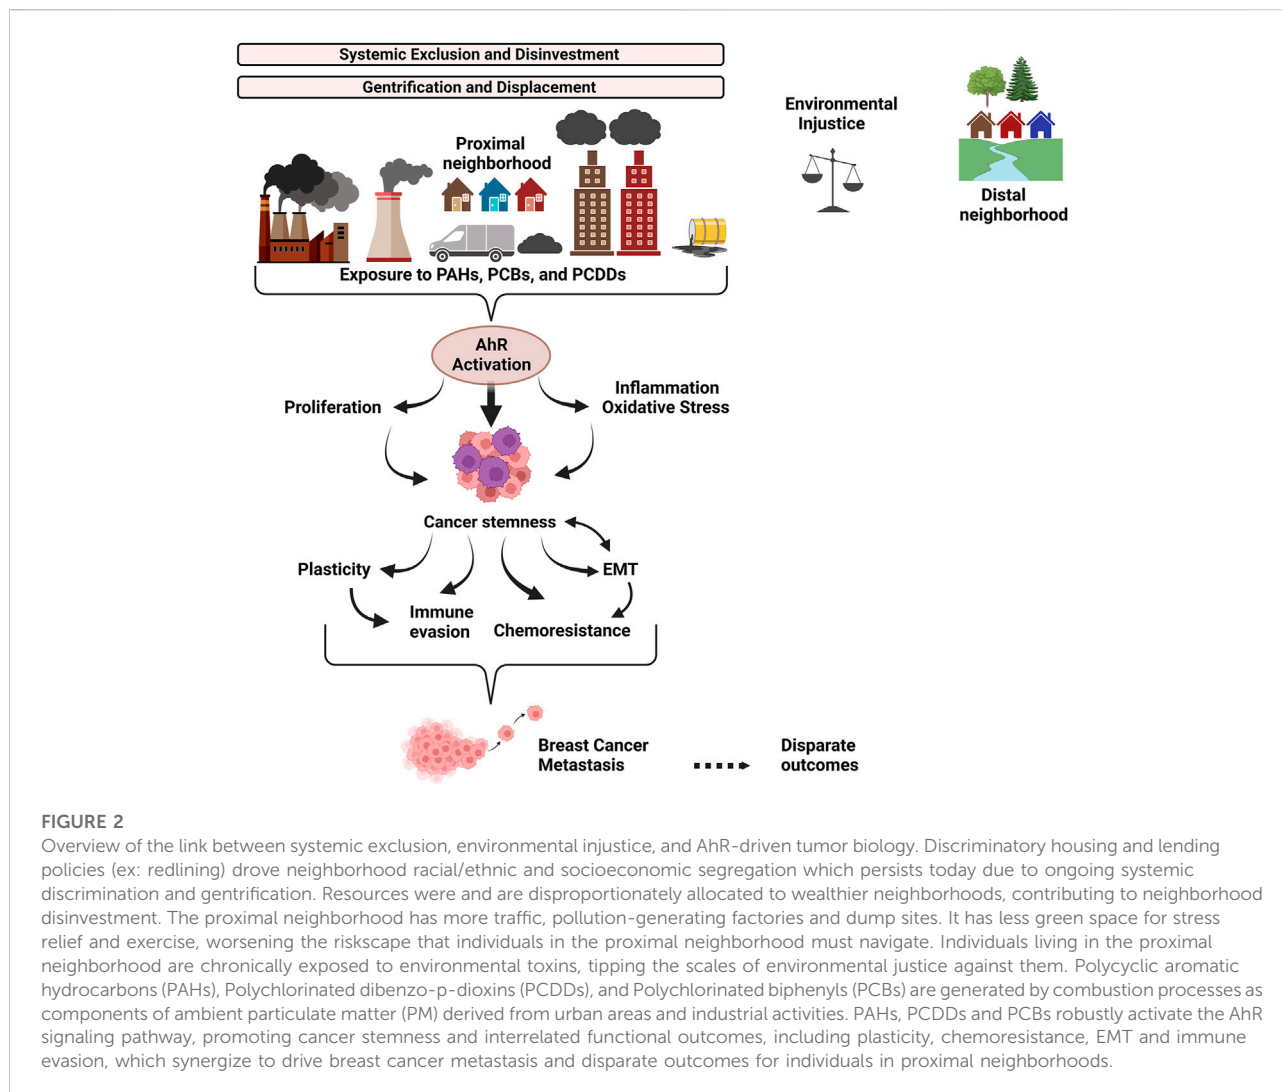 Systemic Exclusion and Disinvestment
Gentrification and Displacement
Proximal
neighborhood
Environmental
Injustice
Distal
neighborhood
Exposure to PAHs, PCBs, and PCDDs
AhR
Activation
Proliferation
Inflammation
Oxidative Stress
Cancer stemness
Plasticity
EMT
Immune
evasion
Chemoresistance
Breast Cancer
Metastasis
Disparate
outcomes
FIGURE 2
Overview of the link between systemic exclusion, environmental injustice, and AhR-driven tumor biology. Discriminatory housing and lending
policies (ex: redlining) drove neighborhood racial/ethnic and socioeconomic segregation which persists today due to ongoing systemic
discrimination and gentrification. Resources were and are disproportionately allocated to wealthier neighborhoods, contributing to neighborhood
disinvestment. The proximal neighborhood has more traffic, pollution-generating factories and dump sites. It has less green space for stress
relief and exercise, worsening the riskscape that individuals in the proximal neighborhood must navigate. Individuals living in the proximal
neighborhood are chronically exposed to environmental toxins, tipping the scales of environmental justice against them. Polycyclic aromatic
hydrocarbons (PAHs), Polychlorinated dibenzo-p-dioxins (PCDDs), and Polychlorinated biphenyls (PCBs) are generated by combustion processes as
components of ambient particulate matter (PM) derived from urban areas and industrial activities. PAHs, PCDDs and PCBs robustly activate the AhR
signaling pathway, promoting cancer stemness and interrelated functional outcomes, including plasticity, chemoresistance, EMT and immune
evasion, which synergize to drive breast cancer metastasis and disparate outcomes for individuals in proximal neighborhoods.